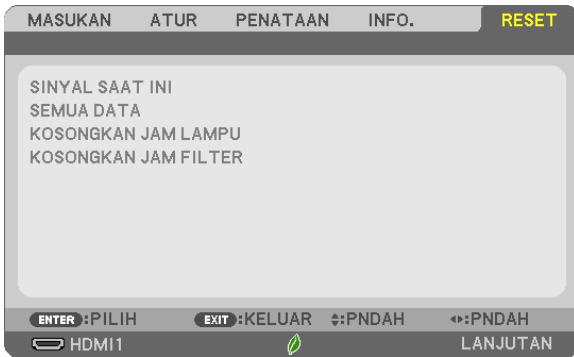 MASUKAN ATUR PENATAAN INFO. RESET
SINYAL SAAT INI
SEMUA DATA
KOSONGKAN JAM LAMPU
KOSONGKAN JAM FILTER
ENTER :PILIH EXIT :KELUAR :PNDAH :PNDAH
HDMI1 LANJUTAN